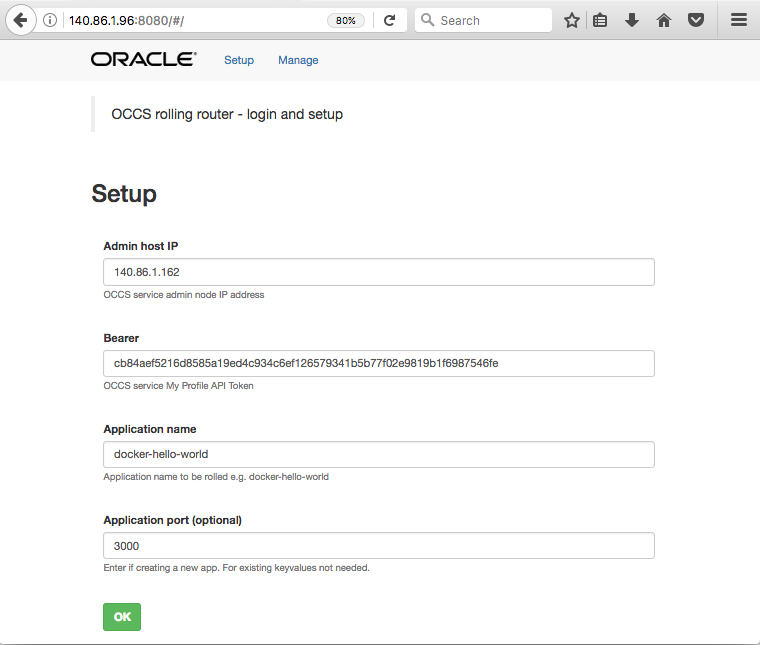 140.86.1.96:8080/#/ 80% Search
ORACLE® Setup Manage
OCCS rolling router - login and setup
Setup
Admin host IP
140.86.1.162
OCCS service admin node IP address
Bearer
cb84aef5216d8585a19ed4c934c6ef126579341b5b77f02e9819b1f6987546fe
OCCS service My Profile API Token
Application name
docker-hello-world
Application name to be rolled e.g. docker-hello-world
Application port (optional)
3000
Enter if creating a new app. For existing keyvalues not needed.
OK